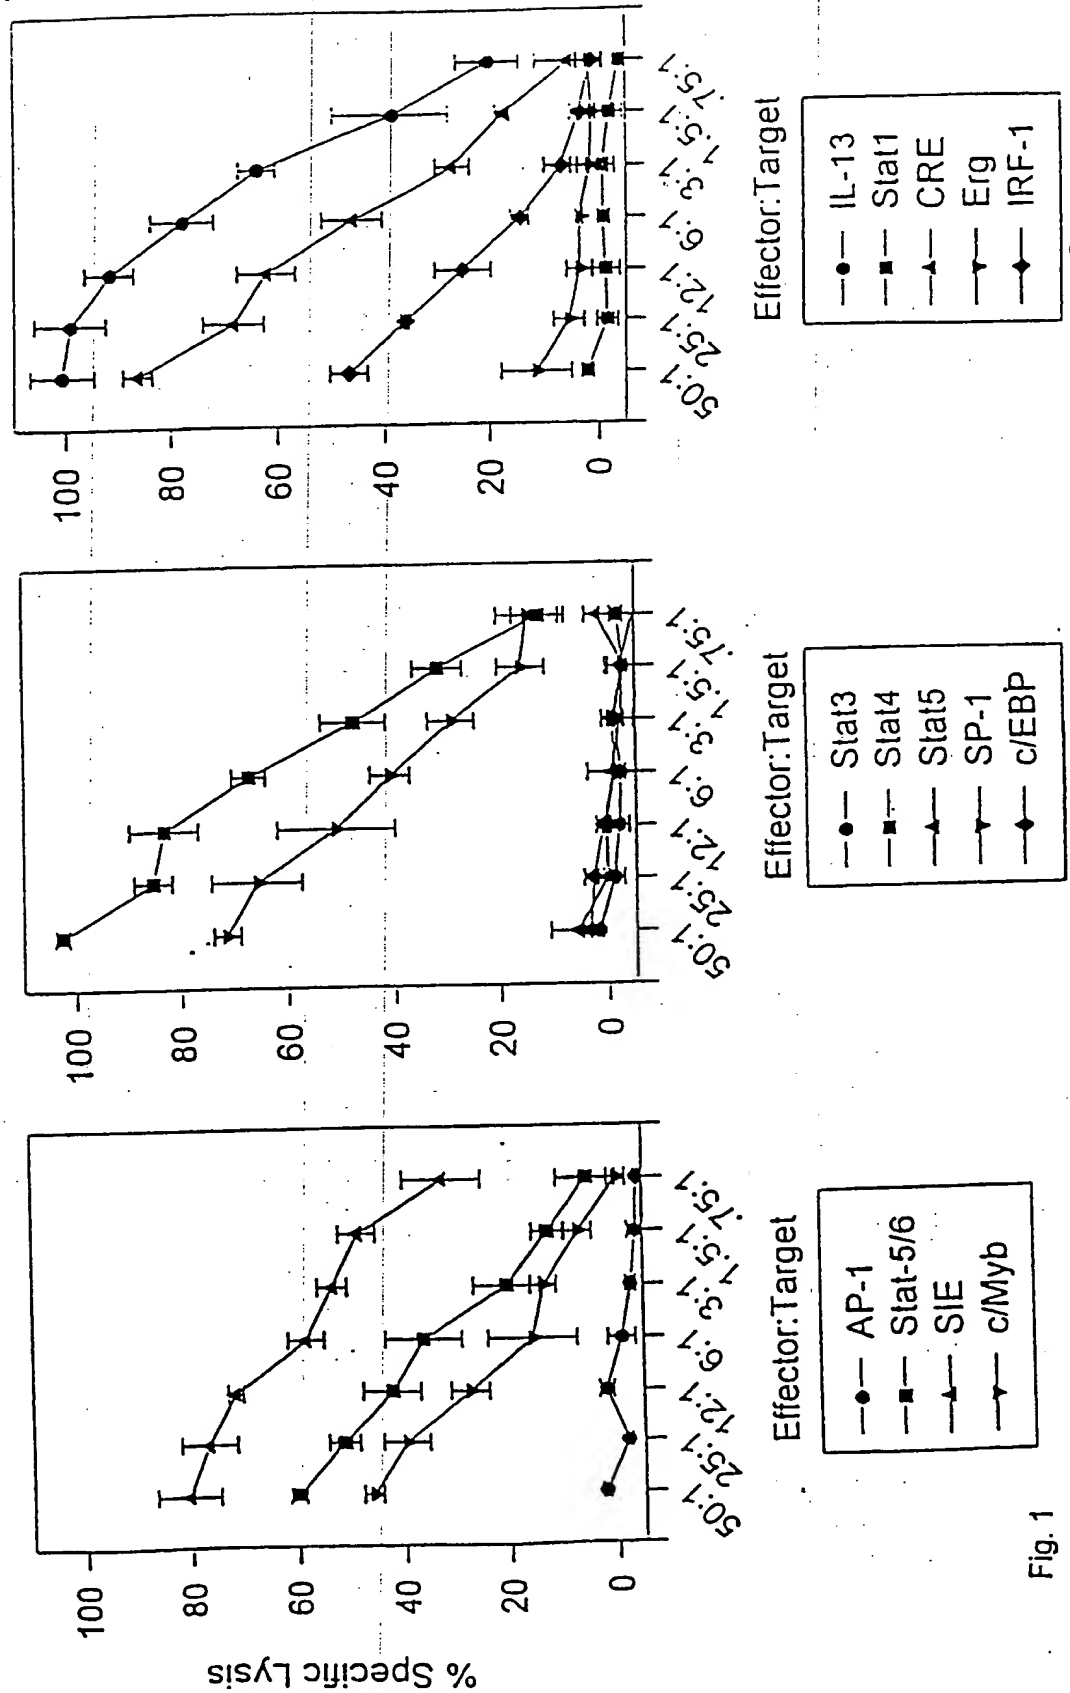 % Specific Lysis
100
80
60
40
20
0
50:1 25:1 12:1 6:1 3:1 1.5:1 .75:1
Effector:Target
AP-1
Stat-5/6
SIE
c/Myb
100
80
60
40
20
0
50:1 25:1 12:1 6:1 3:1 1.5:1 .75:1
Effector:Target
Stat3
Stat4
Stat5
SP-1
c/EBP
100
80
60
40
20
0
50:1 25:1 12:1 6:1 3:1 1.5:1 .75:1
Effector:Target
IL-13
Stat1
CRE
Erg
IRF-1
Fig. 1